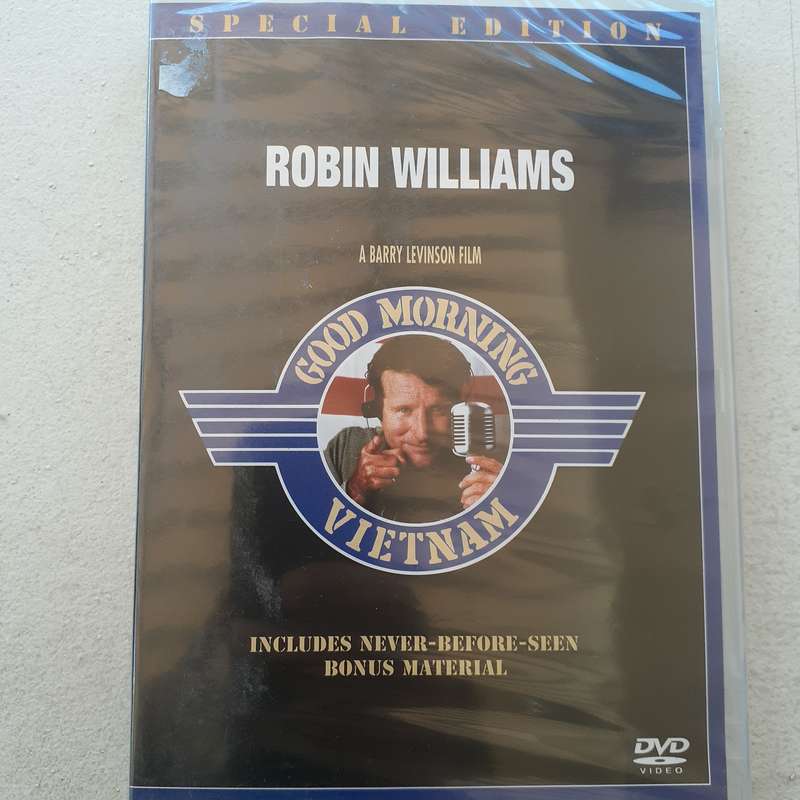 SPECIAL EDITION
ROBIN WILLIAMS
A BARRY LEVINSON FILM
GOOD MORNING
VIETNAM
INCLUDES NEVER-BEFORE-SEEN
BONUS MATERIAL
DVD
VIDEO